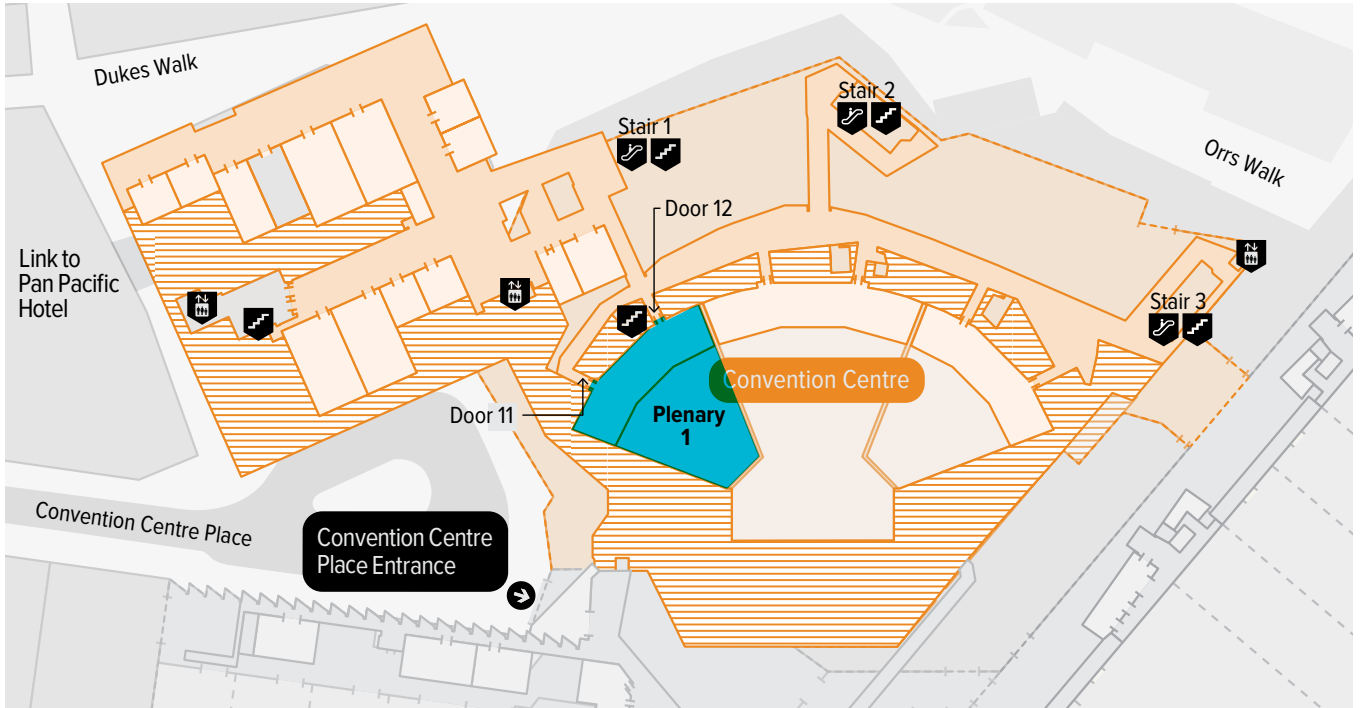 Dukes Walk
Stair 2
Stair 1
Orrs Walk
Door 12
Link to
Pan Pacific
Hotel
Stair 3
Convention Centre
Door 11
Plenary
1
Convention Centre Place
Convention Centre
Place Entrance